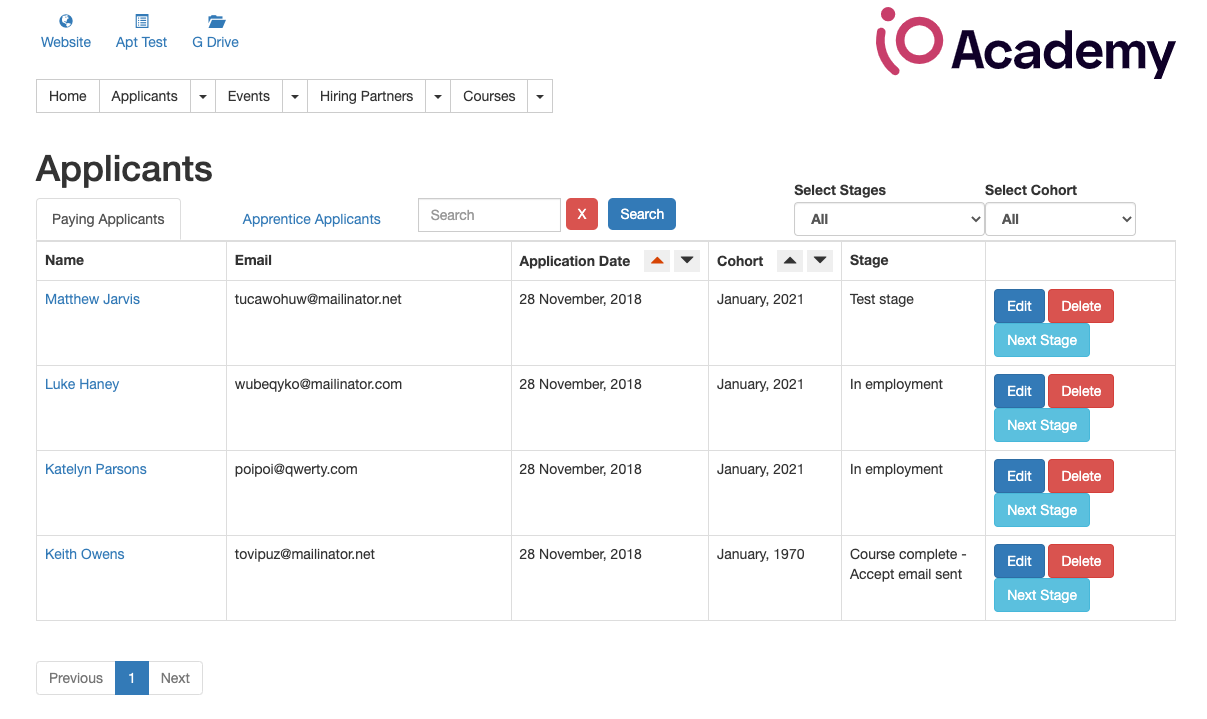 Website Apt Test G Drive
iO Academy
Home Applicants Events Hiring Partners Courses
Applicants
Select Stages Select Cohort
Paying Applicants Apprentice Applicants Search X Search All All
Name Email Application Date Cohort Stage
Matthew Jarvis tucawohuw@mailinator.net 28 November, 2018 January, 2021 Test stage Edit Delete
Next Stage
Luke Haney wubeqyko@mailinator.com 28 November, 2018 January, 2021 In employment Edit Delete
Next Stage
Katelyn Parsons poipoi@qwerty.com 28 November, 2018 January, 2021 In employment Edit Delete
Next Stage
Keith Owens tovipuz@mailinator.net 28 November, 2018 January, 1970 Course complete - Edit Delete
Accept email sent Next Stage
Previous 1 Next